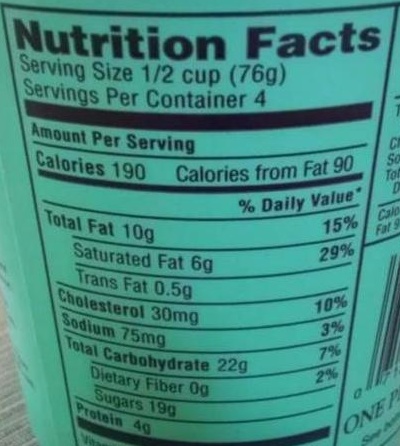 Nutrition Facts
Serving Size 1/2 cup (76g)
Servings Per Container 4
Amount Per Serving
Calories 190 Calories from Fat 90
% Daily Value*
Total Fat 10g 15%
Saturated Fat 6g 29%
Trans Fat 0.5g
Cholesterol 30mg 10%
Sodium 75mg 3%
Total Carbohydrate 22g 7%
Dietary Fiber 0g 2%
Sugars 19g
Protein 4g
ONE